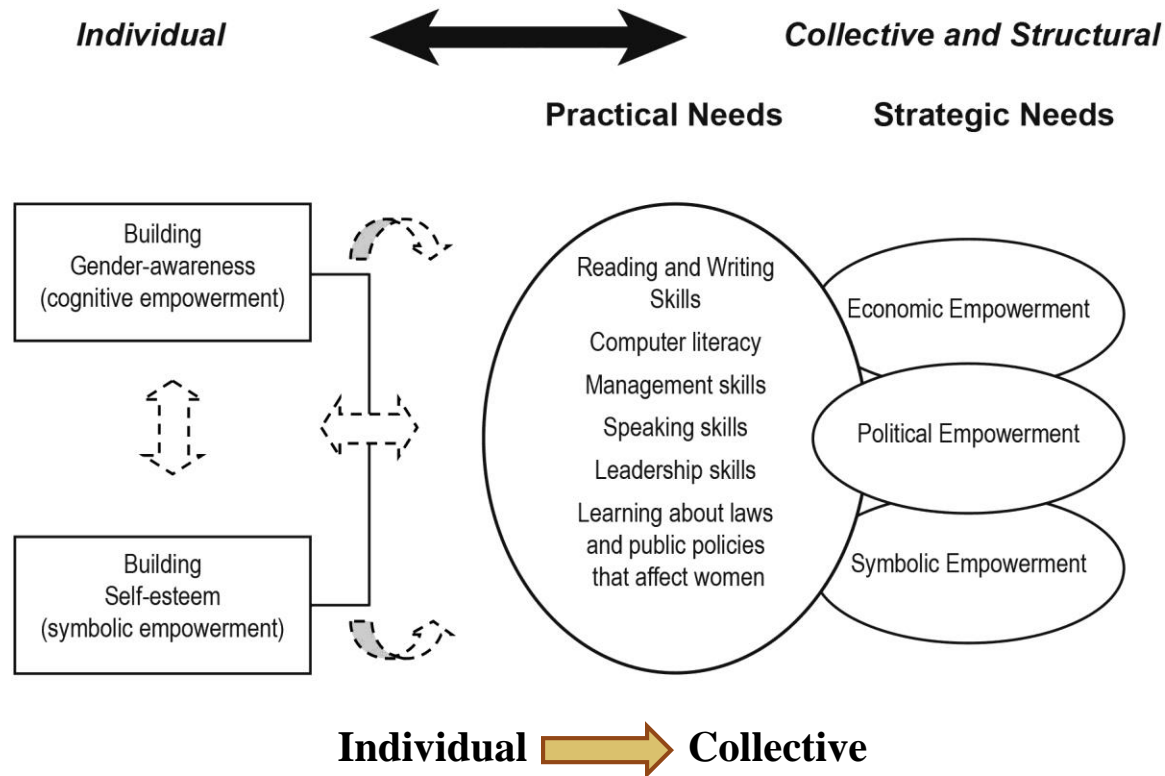 Individual
Collective and Structural
Practical Needs
Strategic Needs
Building
Gender-awareness
(cognitive empowerment)
Building
Self-esteem
(symbolic empowerment)
Reading and Writing
Skills
Computer literacy
Management skills
Speaking skills
Leadership skills
Learning about laws
and public policies
that affect women
Economic Empowerment
Political Empowerment
Symbolic Empowerment
Individual
Collective